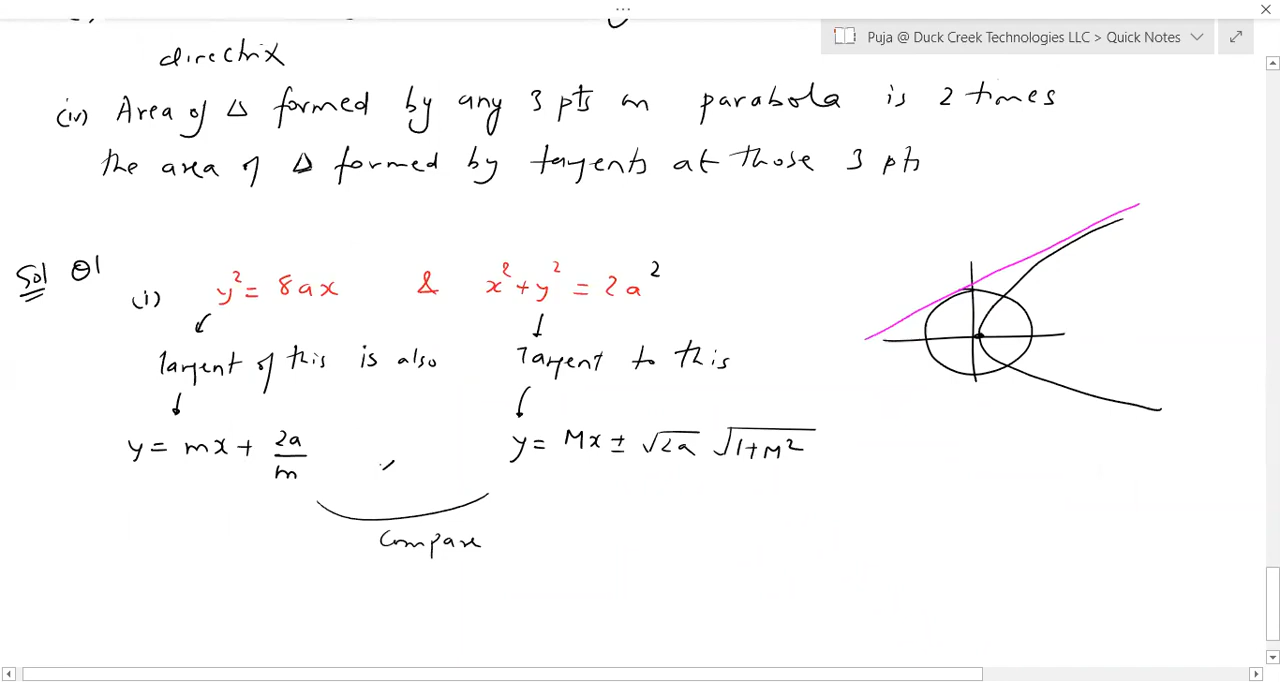 Puja @ Duck Creek Technologies LLC > Quick Notes
directrix
(iv) Area of Δ formed by any 3 pts on parabola is 2 times
the area of Δ formed by tangents at those 3 pts
Sol Θ1
(i) y² = 8ax & x² + y² = 2a²
Tangent of this is also Tangent to this
y = mx + 2a/m y = Mx ± √2a √1+M²
Compare